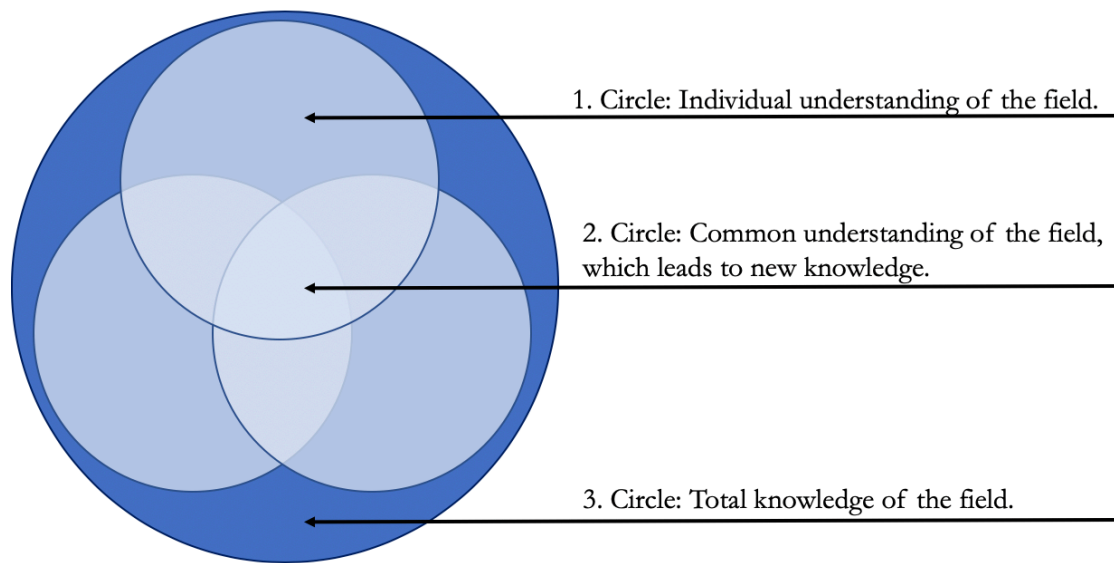 1. Circle: Individual understanding of the field.
2. Circle: Common understanding of the field,
which leads to new knowledge.
3. Circle: Total knowledge of the field.